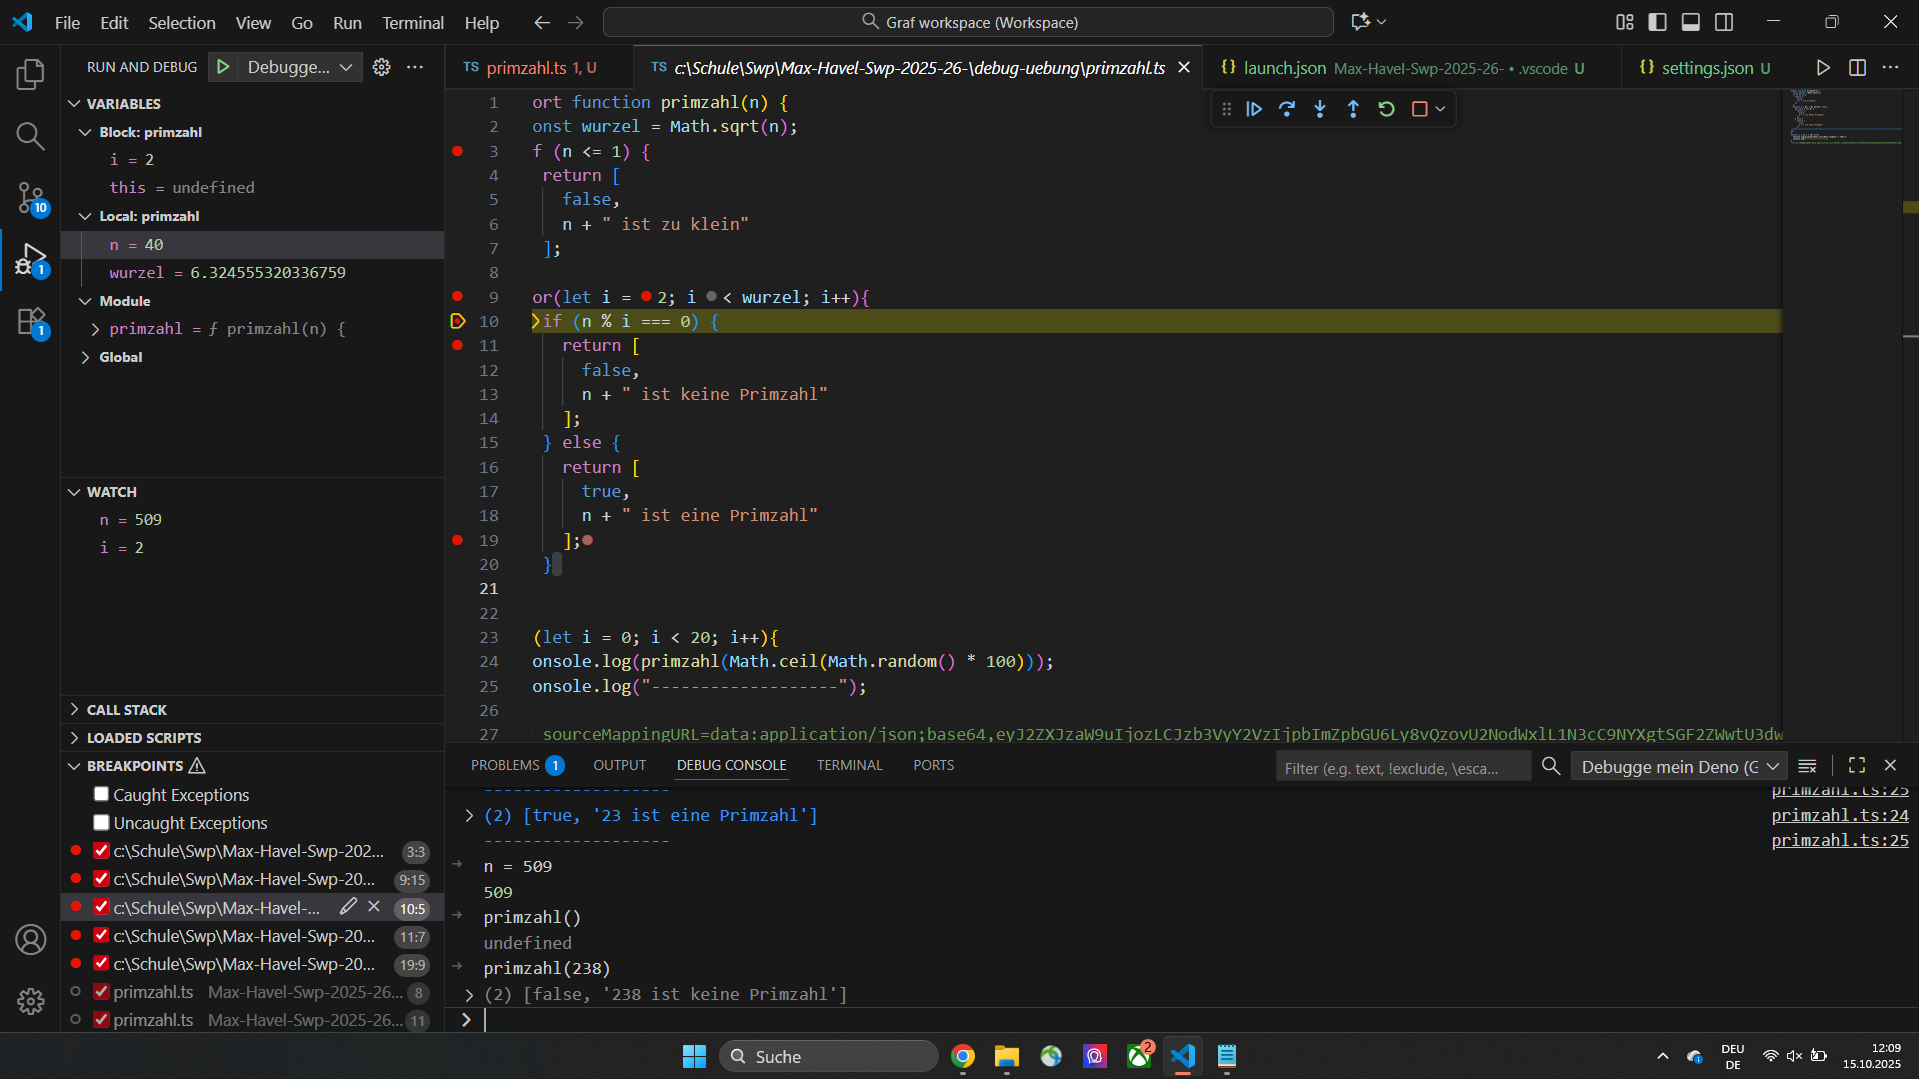 File Edit Selection View Go Run Terminal Help
Graf workspace (Workspace)
RUN AND DEBUG Debugge...
TS primzahl.ts 1, U
TS c:\Schule\Swp\Max-Havel-Swp-2025-26-\debug-uebung\primzahl.ts
{} launch.json Max-Havel-Swp-2025-26- • .vscode U
{} settings.json U
VARIABLES
Block: primzahl
i = 2
this = undefined
Local: primzahl
n = 40
wurzel = 6.324555320336759
Module
primzahl = ƒ primzahl(n) {
Global
WATCH
n = 509
i = 2
CALL STACK
LOADED SCRIPTS
BREAKPOINTS
Caught Exceptions
Uncaught Exceptions
c:\Schule\Swp\Max-Havel-Swp-202... 3:3
c:\Schule\Swp\Max-Havel-Swp-20... 9:15
c:\Schule\Swp\Max-Havel-... 10:5
c:\Schule\Swp\Max-Havel-Swp-20... 11:7
c:\Schule\Swp\Max-Havel-Swp-20... 19:9
primzahl.ts Max-Havel-Swp-2025-26... 8
primzahl.ts Max-Havel-Swp-2025-26... 11
10
1
1
1 ort function primzahl(n) {
2 onst wurzel = Math.sqrt(n);
3 f (n <= 1) {
4 return [
5 false,
6 n + " ist zu klein"
7 ];
8
9 or(let i = 2; i < wurzel; i++){
10 if (n % i === 0) {
11 return [
12 false,
13 n + " ist keine Primzahl"
14 ];
15 } else {
16 return [
17 true,
18 n + " ist eine Primzahl"
19 ];
20 }
21
22
23 (let i = 0; i < 20; i++){
24 onsole.log(primzahl(Math.ceil(Math.random() * 100)));
25 onsole.log("-------------------");
26
27 sourceMappingURL=data:application/json;base64,eyJ2ZXJzaW9uIjozLCJzb3VyY2VzIjpbImZpbGU6Ly8vQzovU2NodWxlL1N3cC9NYXgtSGF2ZWwtU3dw
PROBLEMS 1 OUTPUT DEBUG CONSOLE TERMINAL PORTS
Filter (e.g. text, !exclude, \esca...
Debugge mein Deno (G
-------------------
primzahl.ts:25
(2) [true, '23 ist eine Primzahl'] primzahl.ts:24
------------------- primzahl.ts:25
n = 509
509
primzahl()
undefined
primzahl(238)
(2) [false, '238 ist keine Primzahl']
Suche
2
DEU
DE
12:09
15.10.2025